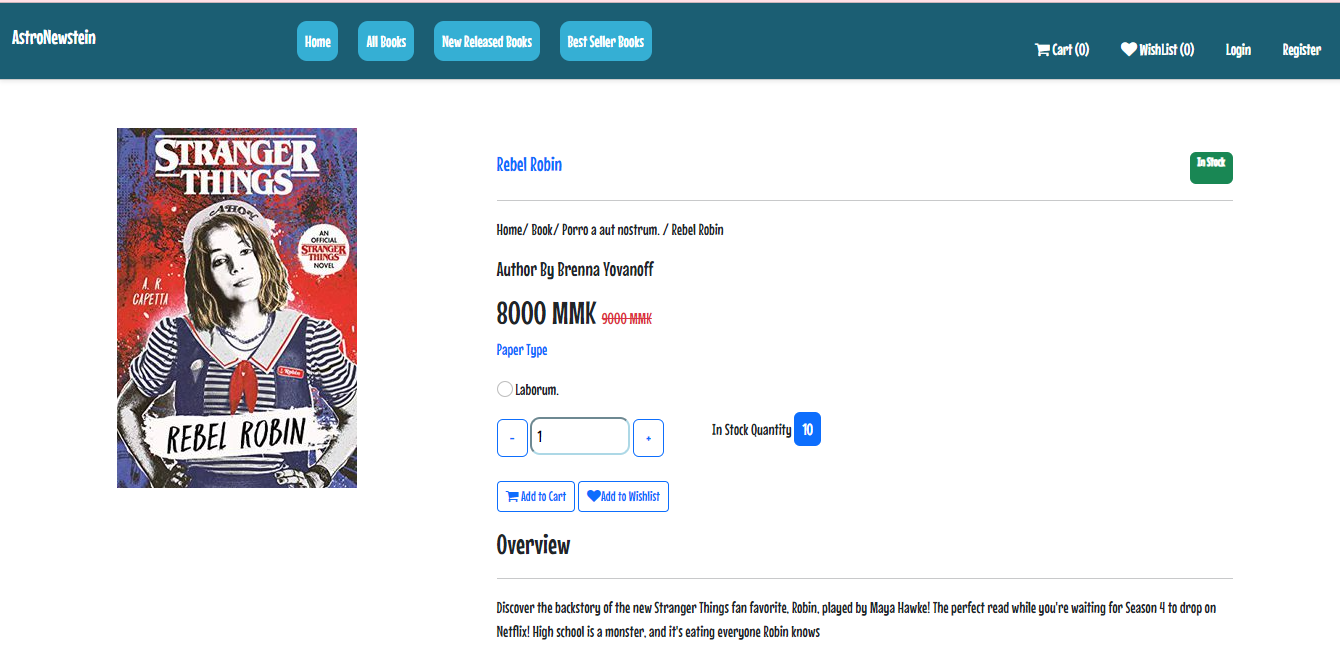 AstroNewstein
Home
All Books
New Released Books
Best Seller Books
Cart (0)
WishList (0)
Login
Register
STRANGER
THINGS
AHOY
AN
OFFICIAL
STRANGER
THINGS
NOVEL
A. R.
CAPETTA
Robin
REBEL ROBIN
Rebel Robin
In Stock
Home/ Book/ Porro a aut nostrum. / Rebel Robin
Author By Brenna Yovanoff
8000 MMK 9000 MMK
Paper Type
Laborum.
- 1 +
In Stock Quantity 10
Add to Cart
Add to Wishlist
Overview
Discover the backstory of the new Stranger Things fan favorite, Robin, played by Maya Hawke! The perfect read while you're waiting for Season 4 to drop on
Netflix! High school is a monster, and it's eating everyone Robin knows